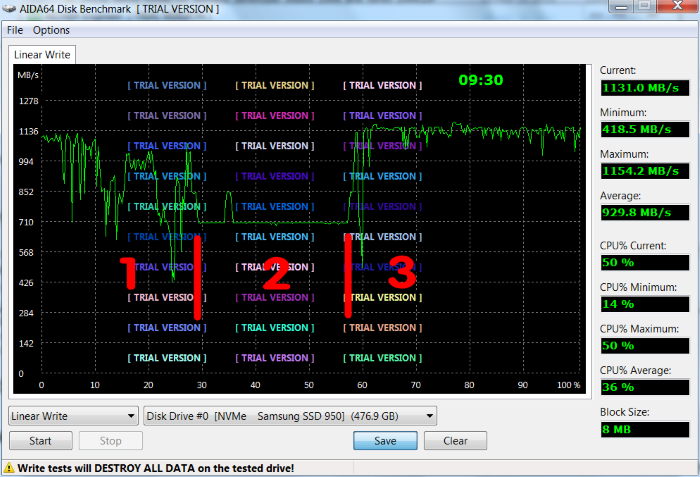 AIDA64 Disk Benchmark [ TRIAL VERSION ]
File Options
Linear Write
MB/s
09:30
1278
1136
994
852
710
568
426
284
142
0
[ TRIAL VERSION ] [ TRIAL VERSION ] [ TRIAL VERSION ]
[ TRIAL VERSION ] [ TRIAL VERSION ] [ TRIAL VERSION ]
[ TRIAL VERSION ] [ TRIAL VERSION ] [ TRIAL VERSION ]
[ TRIAL VERSION ] [ TRIAL VERSION ] [ TRIAL VERSION ]
[ TRIAL VERSION ] [ TRIAL VERSION ] [ TRIAL VERSION ]
[ TRIAL VERSION ] [ TRIAL VERSION ] [ TRIAL VERSION ]
[ TRIAL VERSION ] [ TRIAL VERSION ] [ TRIAL VERSION ]
[ TRIAL VERSION ] [ TRIAL VERSION ] [ TRIAL VERSION ]
[ TRIAL VERSION ] [ TRIAL VERSION ] [ TRIAL VERSION ]
[ TRIAL VERSION ] [ TRIAL VERSION ] [ TRIAL VERSION ]
1 2 3
0 10 20 30 40 50 60 70 80 90 100 %
Current:
1131.0 MB/s
Minimum:
418.5 MB/s
Maximum:
1154.2 MB/s
Average:
929.8 MB/s
CPU% Current:
50 %
CPU% Minimum:
14 %
CPU% Maximum:
50 %
CPU% Average:
36 %
Block Size:
8 MB
Linear Write
Disk Drive #0 [NVMe Samsung SSD 950] (476.9 GB)
Start Stop Save Clear
Write tests will DESTROY ALL DATA on the tested drive!